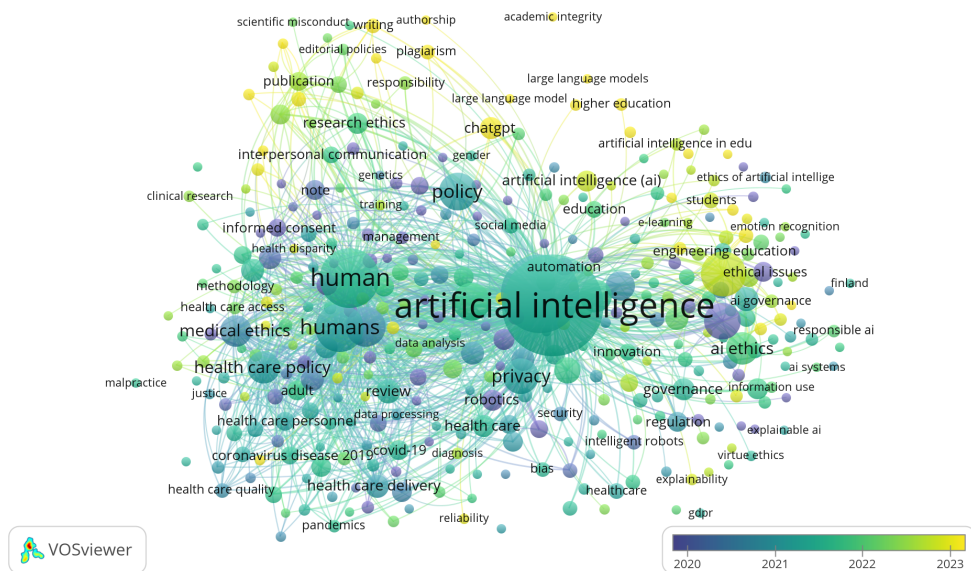 academic integrity
scientific misconduct
writing
authorship
editorial policies
plagiarism
publication
responsibility
large language models
large language model
higher education
research ethics
chatgpt
artificial intelligence in edu
interpersonal communication
gender
genetics
artificial intelligence (ai)
ethics of artificial intellige
clinical research
note
policy
training
education
students
informed consent
social media
e-learning
emotion recognition
management
health disparity
engineering education
automation
human
ethical issues
methodology
finland
health care access
artificial intelligence
ai governance
medical ethics
humans
responsible ai
data analysis
innovation
ai ethics
health care policy
privacy
ai systems
malpractice
justice
adult
review
robotics
governance
information use
health care personnel
data processing
health care
security
regulation
explainable ai
intelligent robots
coronavirus disease 2019
covid-19
diagnosis
virtue ethics
bias
health care quality
health care delivery
healthcare
explainability
pandemics
reliability
gdpr
VOSviewer
2020
2021
2022
2023